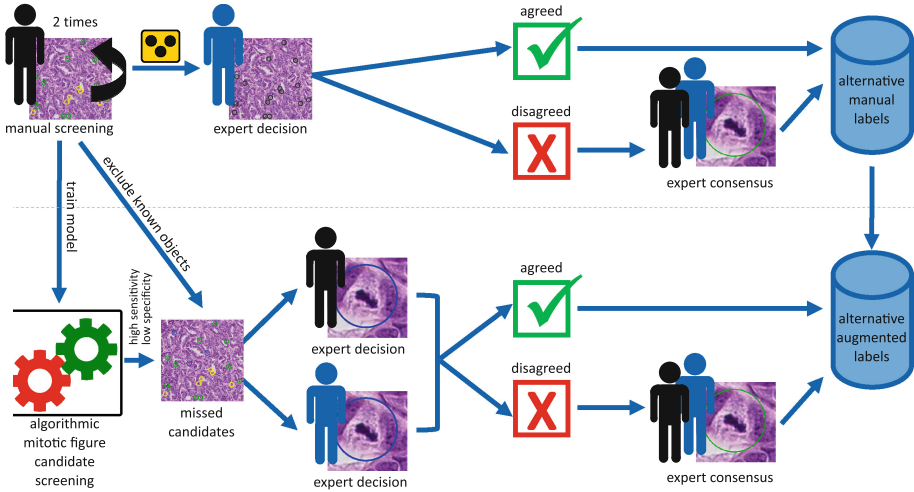 2 times
manual screening
expert decision
agreed
disagreed
expert consensus
alternative
manual
labels
train model
exclude known objects
high sensitivity
low specificity
algorithmic
mitotic figure
candidate
screening
missed
candidates
expert decision
expert decision
agreed
disagreed
expert consensus
alternative
augmented
labels